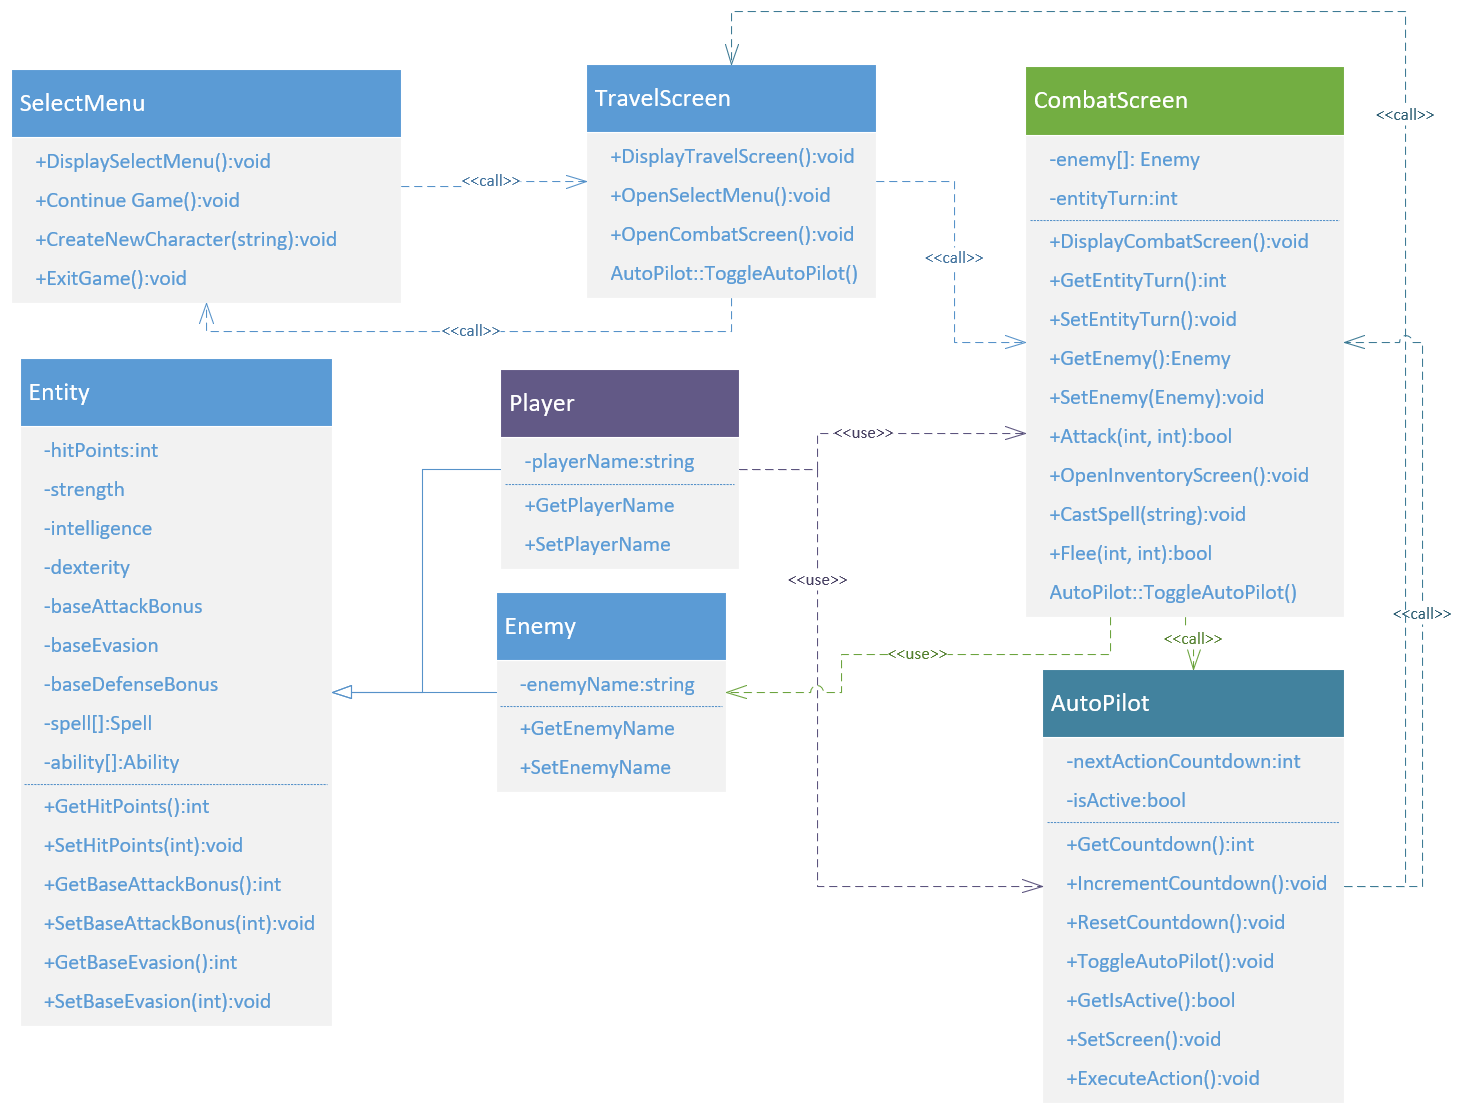 SelectMenu
+DisplaySelectMenu():void
+Continue Game():void
+CreateNewCharacter(string):void
+ExitGame():void
<<call>>
TravelScreen
+DisplayTravelScreen():void
+OpenSelectMenu():void
+OpenCombatScreen():void
AutoPilot::ToggleAutoPilot()
<<call>>
<<call>>
<<call>>
CombatScreen
-enemy[]: Enemy
-entityTurn:int
+DisplayCombatScreen():void
+GetEntityTurn():int
+SetEntityTurn():void
+GetEnemy():Enemy
+SetEnemy(Enemy):void
+Attack(int, int):bool
+OpenInventoryScreen():void
+CastSpell(string):void
+Flee(int, int):bool
AutoPilot::ToggleAutoPilot()
Entity
-hitPoints:int
-strength
-intelligence
-dexterity
-baseAttackBonus
-baseEvasion
-baseDefenseBonus
-spell[]:Spell
-ability[]:Ability
+GetHitPoints():int
+SetHitPoints(int):void
+GetBaseAttackBonus():int
+SetBaseAttackBonus(int):void
+GetBaseEvasion():int
+SetBaseEvasion(int):void
Player
-playerName:string
+GetPlayerName
+SetPlayerName
<<use>>
<<use>>
Enemy
-enemyName:string
+GetEnemyName
+SetEnemyName
<<use>>
<<call>>
<<call>>
AutoPilot
-nextActionCountdown:int
-isActive:bool
+GetCountdown():int
+IncrementCountdown():void
+ResetCountdown():void
+ToggleAutoPilot():void
+GetIsActive():bool
+SetScreen():void
+ExecuteAction():void